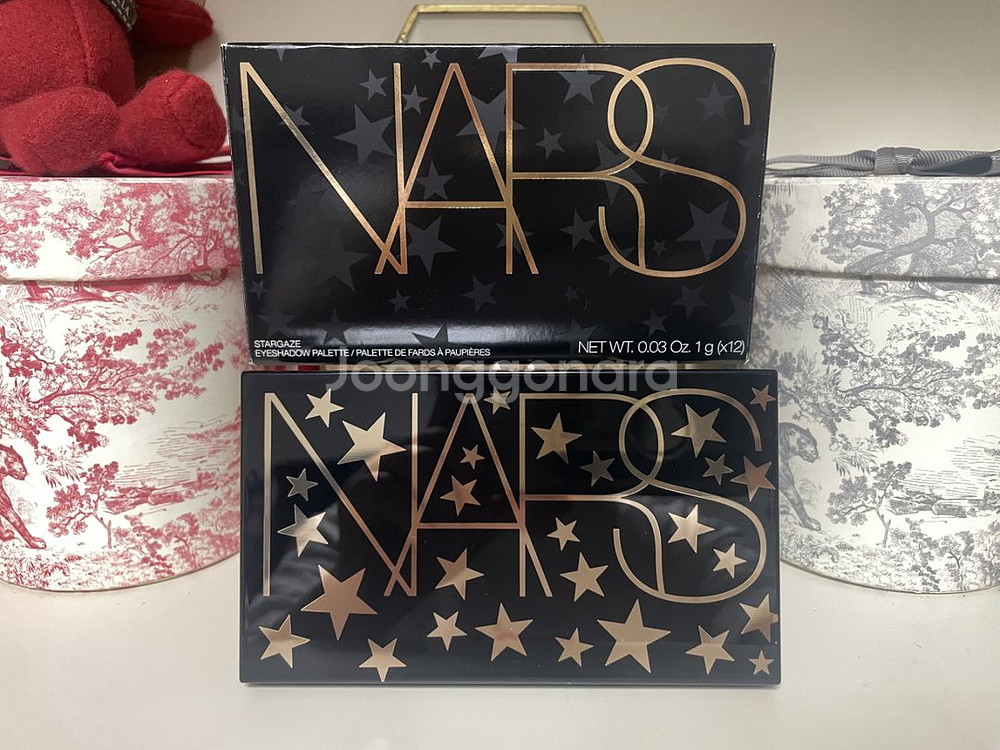 NARS
STARGAZE
EYESHADOW PALETTE / PALETTE DE FARDS À PAUPIÈRES
NET WT. 0.03 Oz. 1 g (x12)
Joonggonara
NARS